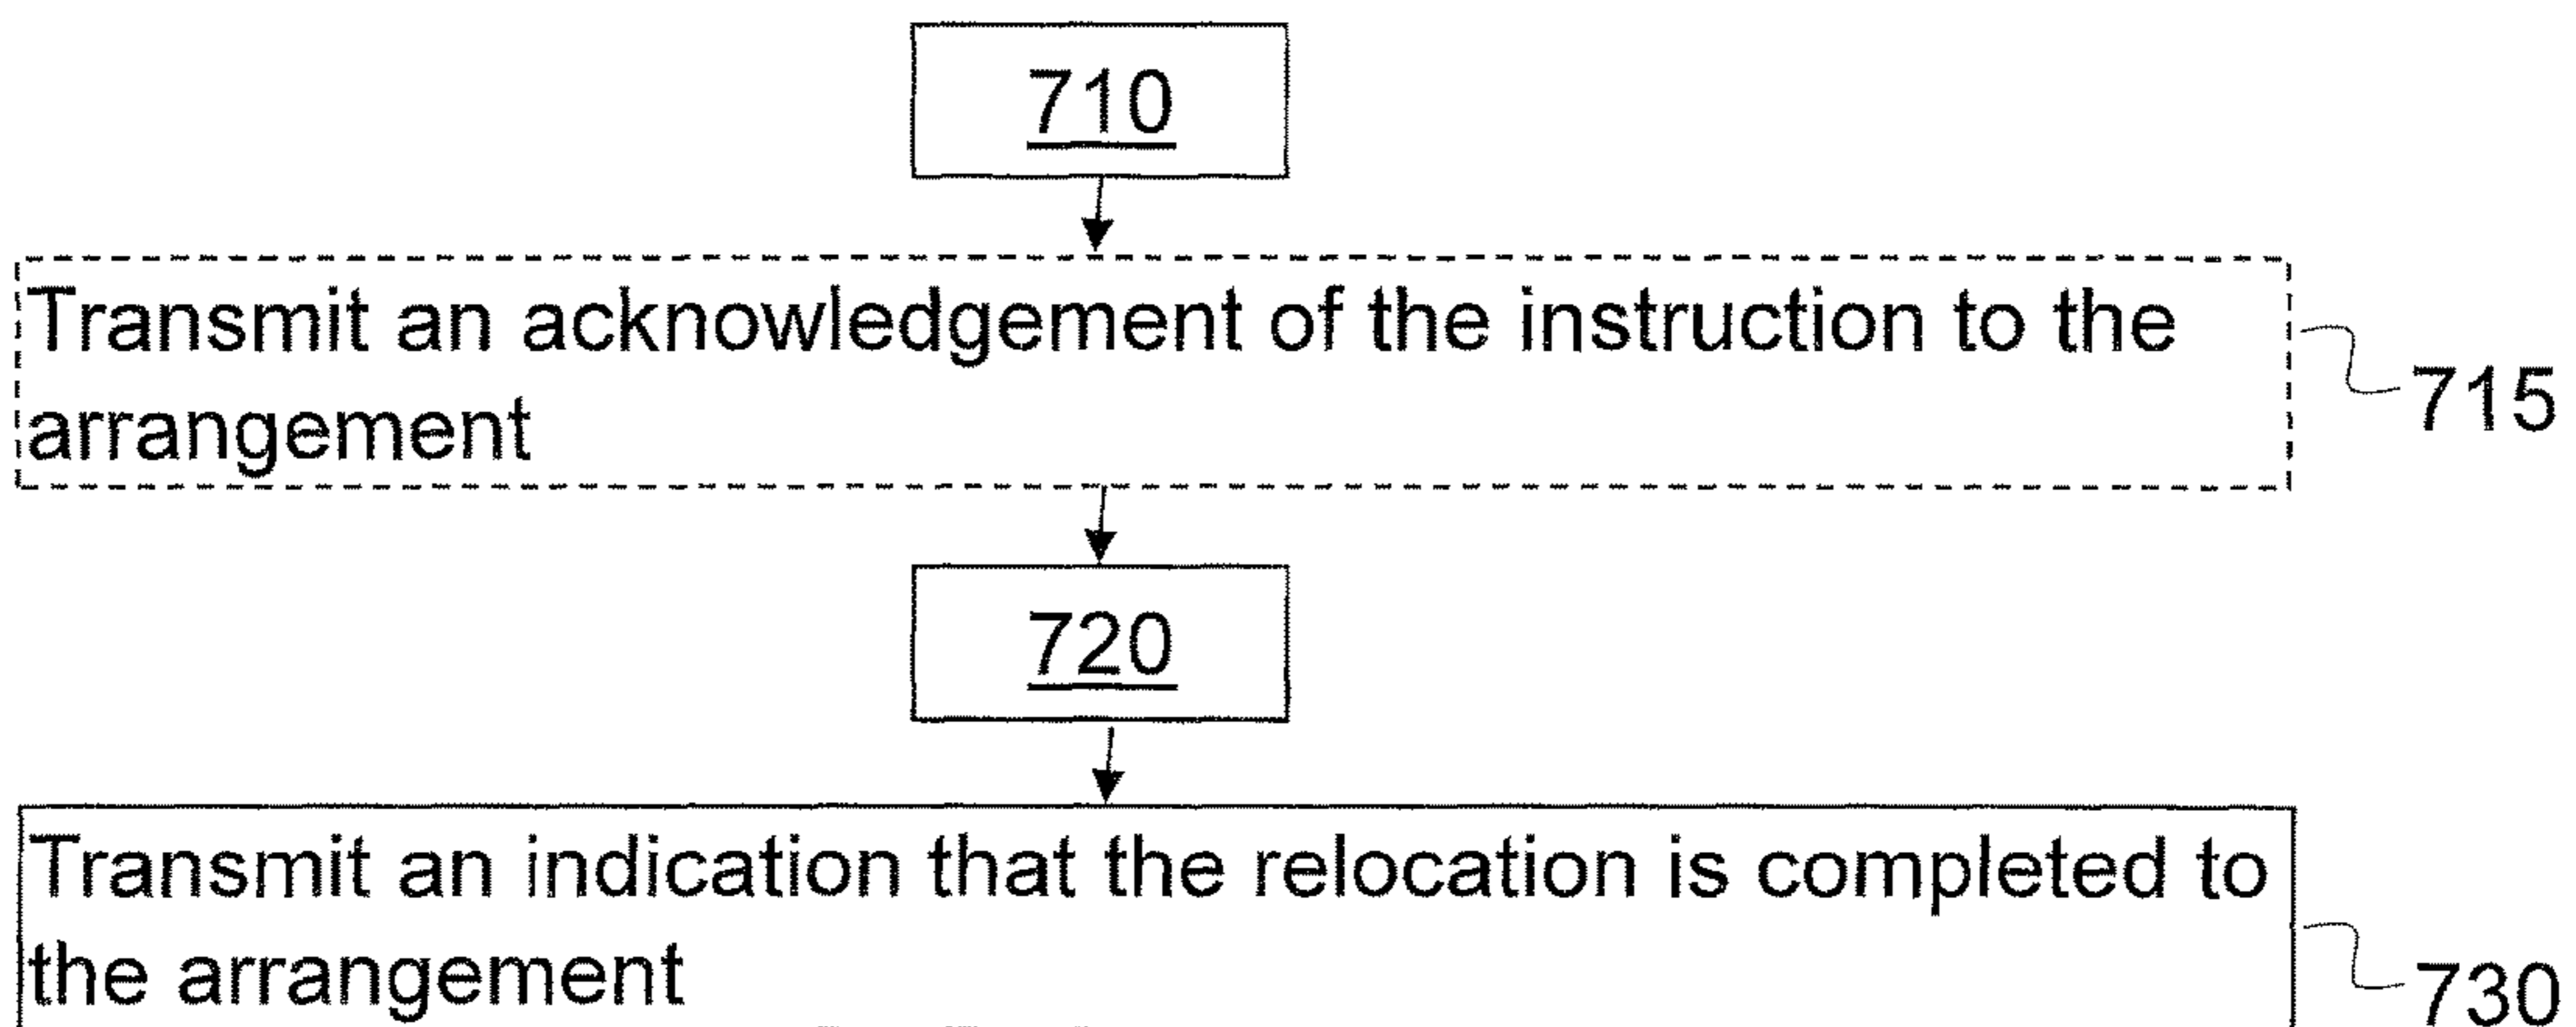 710
Transmit an acknowledgement of the instruction to the
arrangement
715
720
Transmit an indication that the relocation is completed to
the arrangement
730